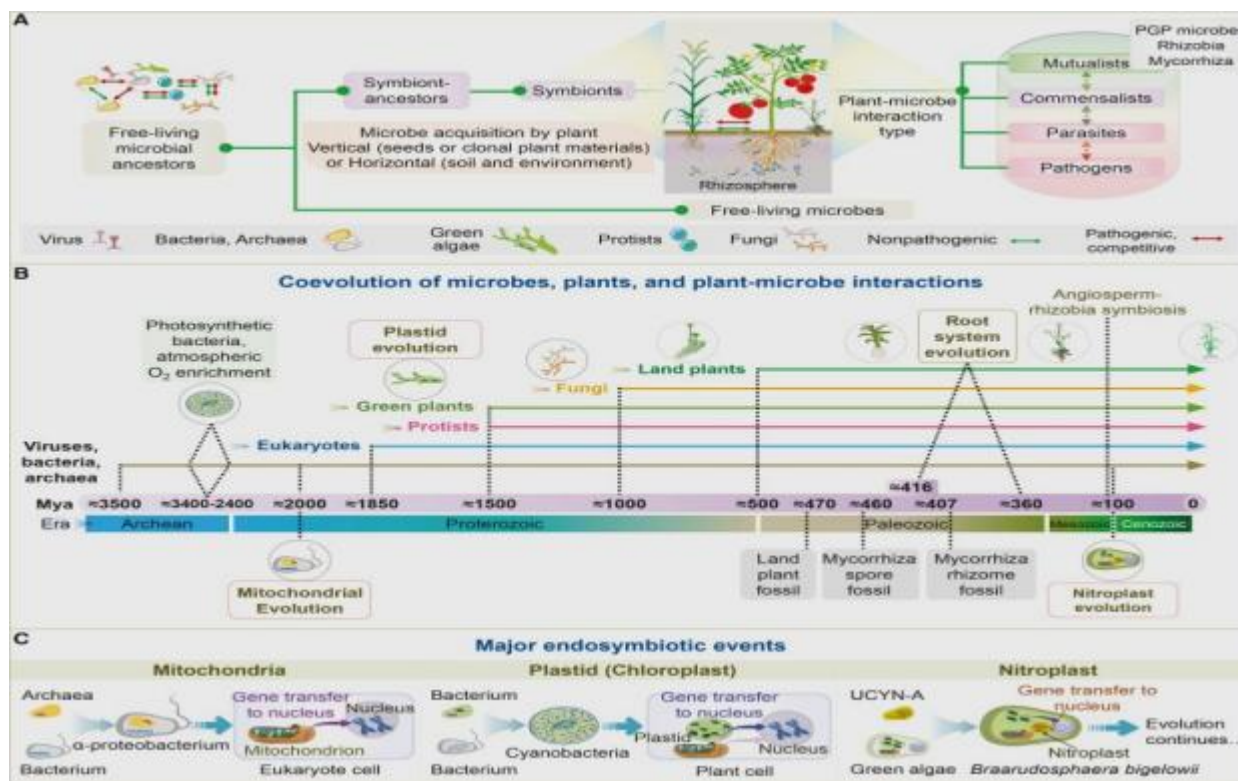 A
Free-living
microbial
ancestors
Symbiont-
ancestors
Symbionts
Microbe acquisition by plant
Vertical (seeds or clonal plant materials)
or Horizontal (soil and environment)
Rhizosphere
Free-living microbes
Plant-microbe
interaction
type
PGP microbe
Rhizobia
Mycorrhiza
Mutualists
Commensalists
Parasites
Pathogens
Virus
Bacteria, Archaea
Green
algae
Protists
Fungi
Nonpathogenic
Pathogenic,
competitive
B
Coevolution of microbes, plants, and plant-microbe interactions
Photosynthetic
bacteria,
atmospheric
O₂ enrichment
Plastid
evolution
Root
system
evolution
Angiosperm-
rhizobia symbiosis
Land plants
Fungi
Green plants
Protists
Eukaryotes
Viruses,
bacteria,
archaea
≈416
Mya ≈3500 ≈3400-2400 ≈2000 ≈1850 ≈1500 ≈1000 ≈500 ≈470 ≈460 ≈407 ≈360 ≈100 0
Era Archean Proterozoic Paleozoic Mesozoic Cenozoic
Mitochondrial
Evolution
Land
plant
fossil
Mycorrhiza
spore
fossil
Mycorrhiza
rhizome
fossil
Nitroplast
evolution
C
Major endosymbiotic events
Mitochondria
Archaea
α-proteobacterium
Bacterium
Gene transfer
to nucleus
Nucleus
Mitochondrion
Eukaryote cell
Plastid (Chloroplast)
Bacterium
Cyanobacteria
Bacterium
Gene transfer
to nucleus
Plastid
Nucleus
Plant cell
Nitroplast
UCYN-A
Green algae
Gene transfer to
nucleus
Nitroplast
Braarudosphaera bigelowii
Evolution
continues...